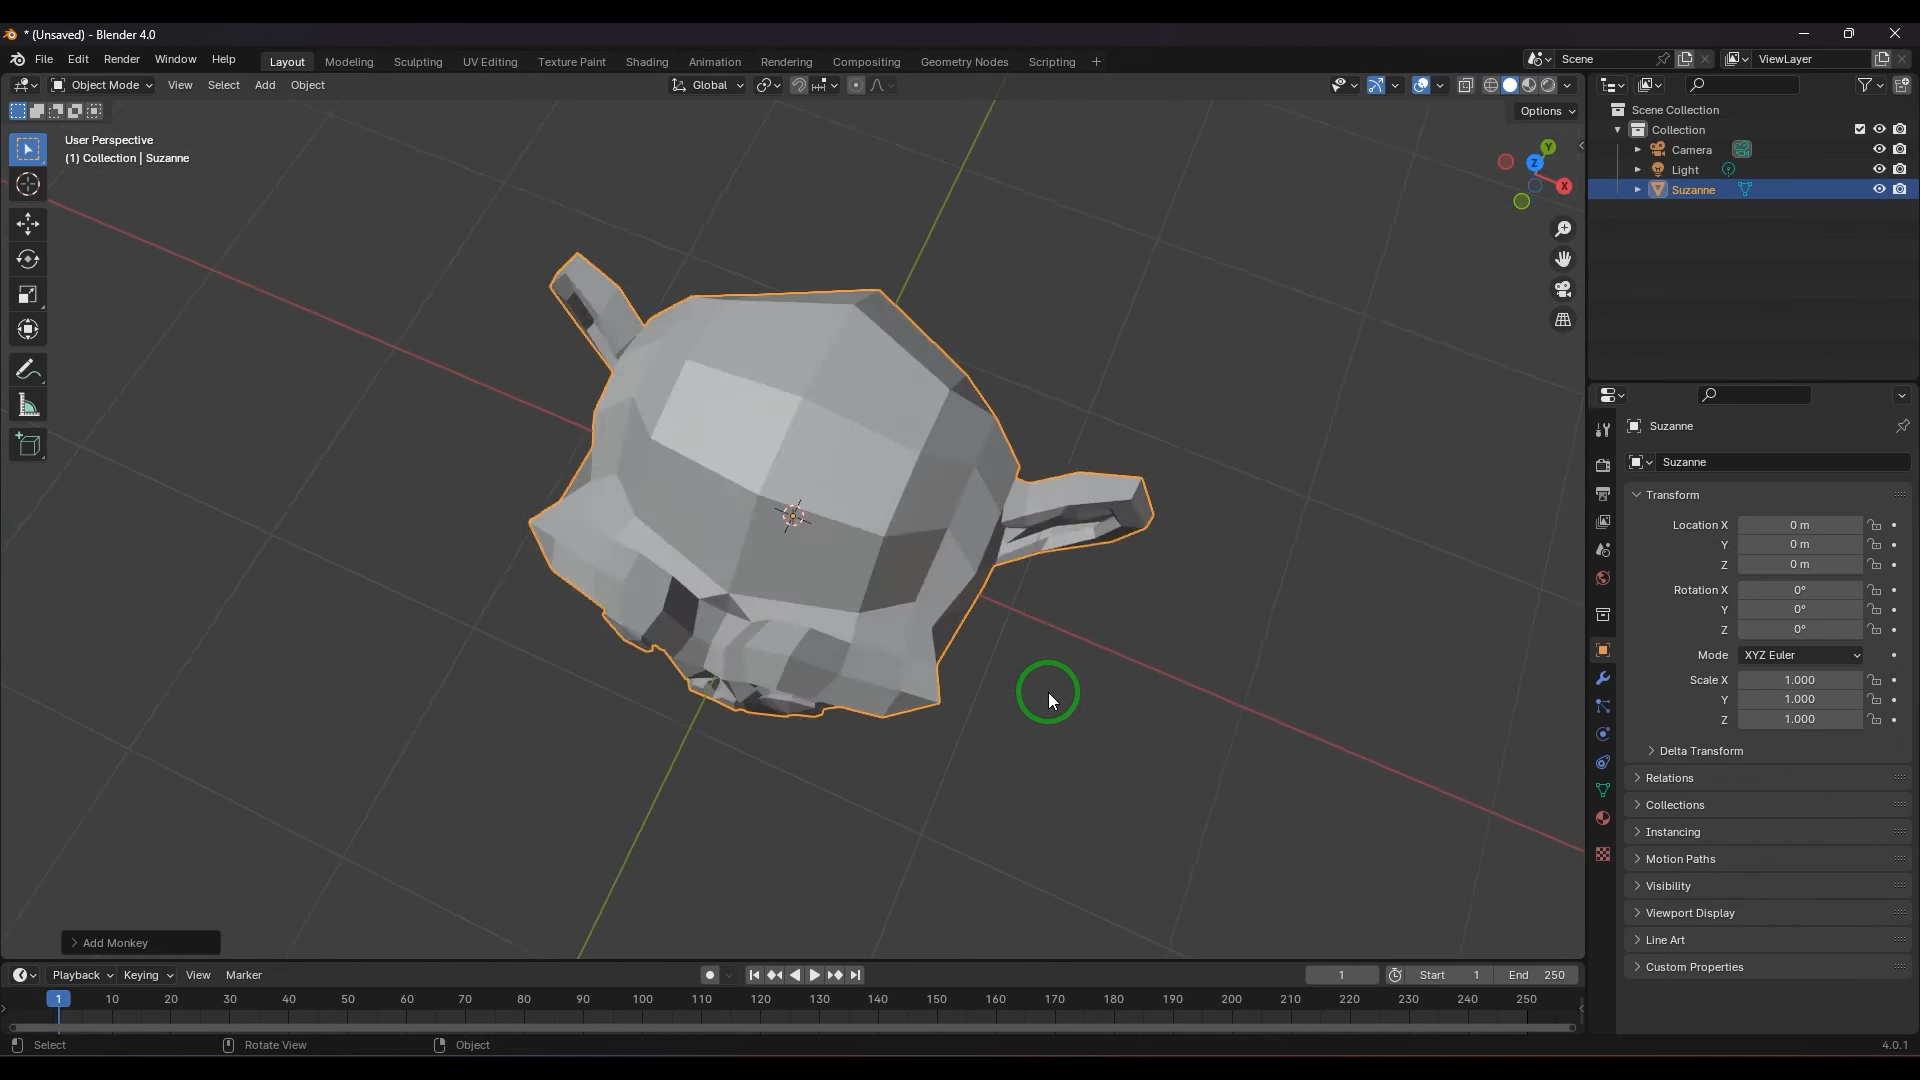 * (Unsaved) - Blender 4.0
File Edit Render Window Help Layout Modeling Sculpting UV Editing Texture Paint Shading Animation Rendering Compositing Geometry Nodes Scripting + Scene ViewLayer
Object Mode View Select Add Object Global
Options
User Perspective
(1) Collection | Suzanne
Y
Z
X
Scene Collection
Collection
Camera
Light
Suzanne
Suzanne
Suzanne
Transform
Location X 0 m
Y 0 m
Z 0 m
Rotation X 0°
Y 0°
Z 0°
Mode XYZ Euler
Scale X 1.000
Y 1.000
Z 1.000
Delta Transform
Relations
Collections
Instancing
Motion Paths
Visibility
Viewport Display
Line Art
Custom Properties
Add Monkey
Playback Keying View Marker 1 Start 1 End 250
1 10 20 30 40 50 60 70 80 90 100 110 120 130 140 150 160 170 180 190 200 210 220 230 240 250
Select Rotate View Object 4.0.1